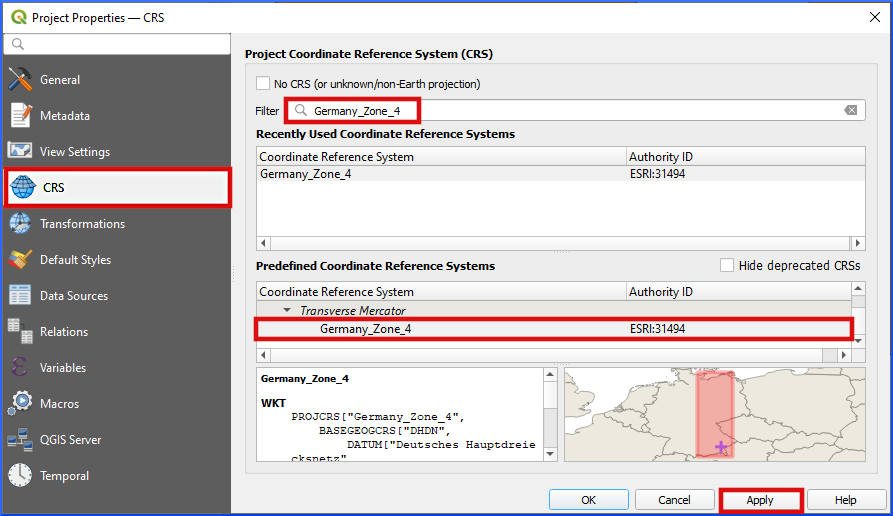 Project Properties — CRS
General
Metadata
View Settings
CRS
Transformations
Default Styles
Data Sources
Relations
Variables
Macros
QGIS Server
Temporal
Project Coordinate Reference System (CRS)
No CRS (or unknown/non-Earth projection)
Filter Germany_Zone_4
Recently Used Coordinate Reference Systems
Coordinate Reference System Authority ID
Germany_Zone_4 ESRI:31494
Predefined Coordinate Reference Systems Hide deprecated CRSs
Coordinate Reference System Authority ID
Transverse Mercator
Germany_Zone_4 ESRI:31494
Germany_Zone_4
WKT
PROJCRS["Germany_Zone_4",
BASEGEOGCRS["DHDN",
DATUM["Deutsches Hauptdreie
cksnetz"
OK Cancel Apply Help